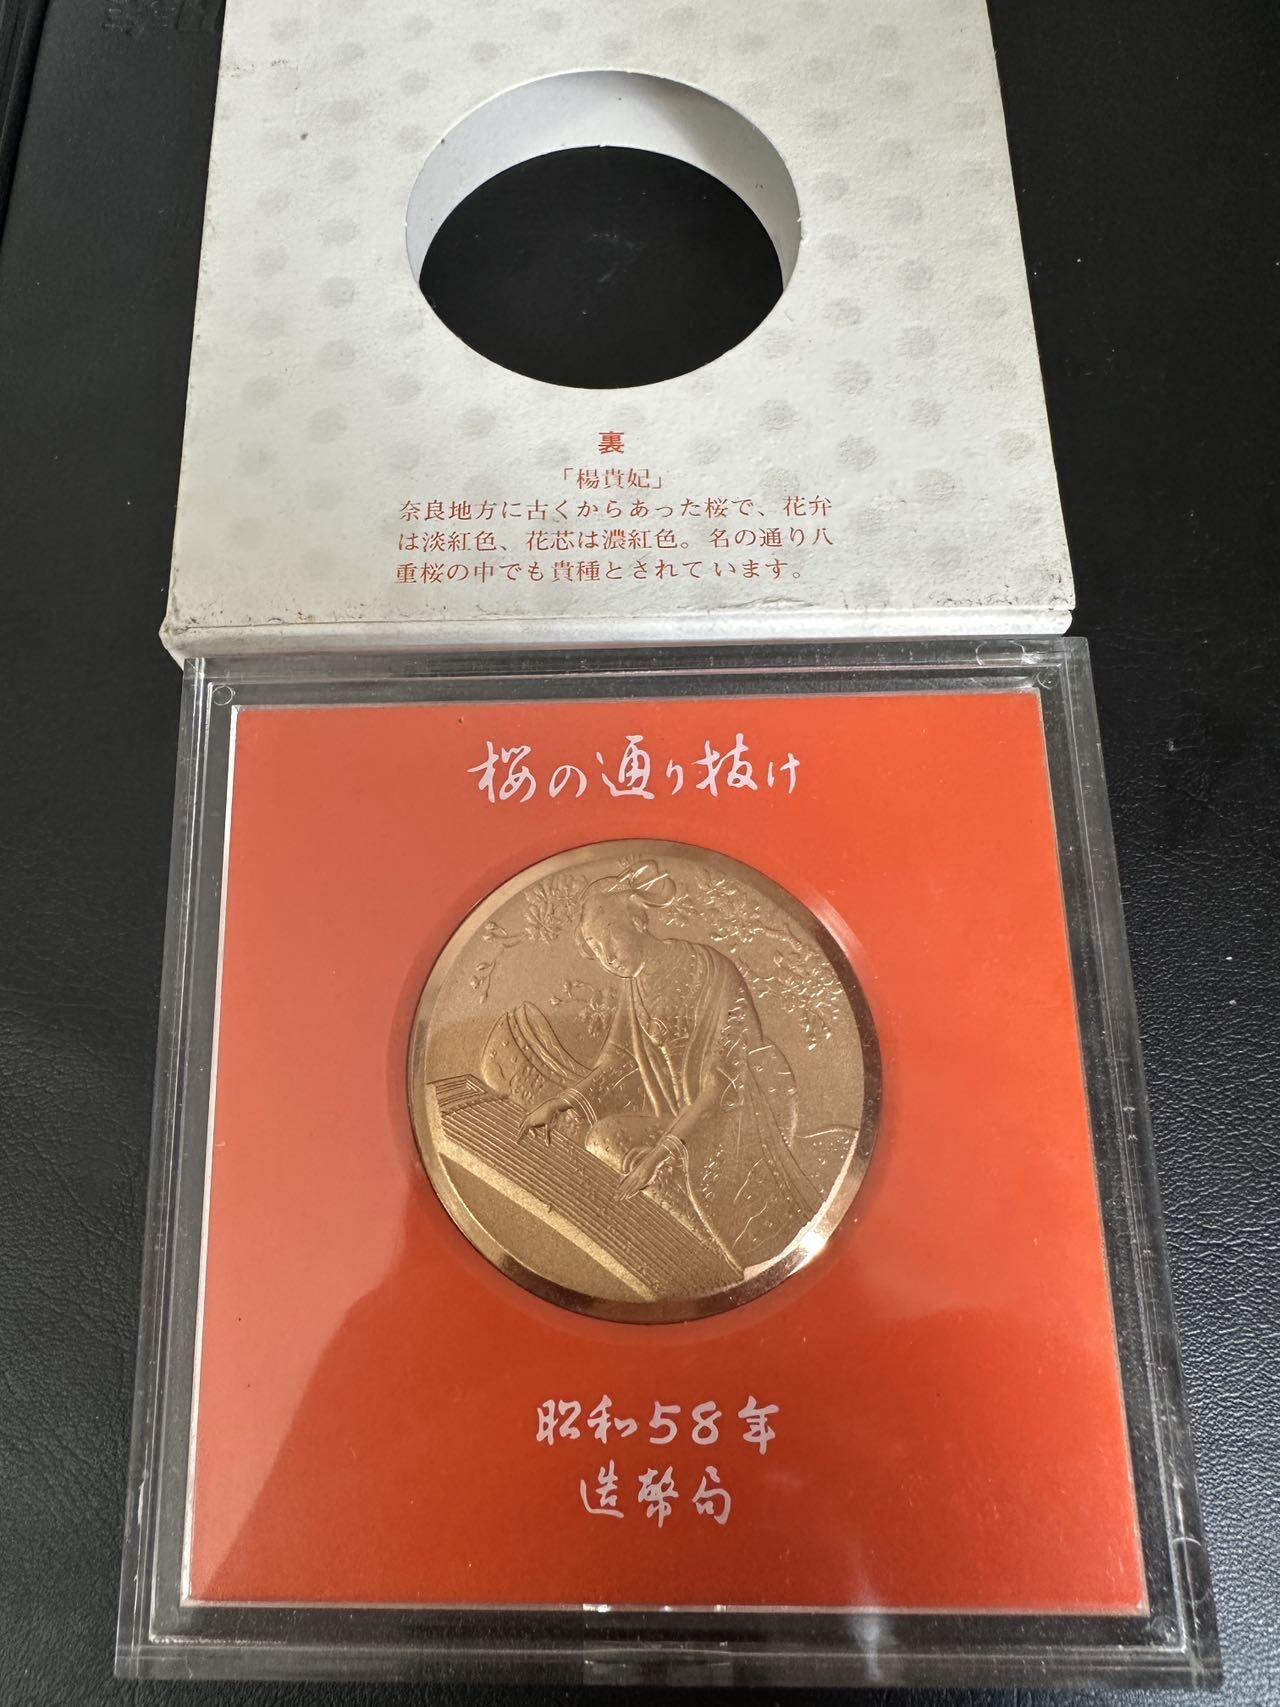 裏
「楊貴妃」
奈良地方に古くからあった桜で、花弁
は淡紅色、花芯は濃紅色。名の通り八
重桜の中でも貴種とされています。
桜の通り抜け
昭和58年
造幣局